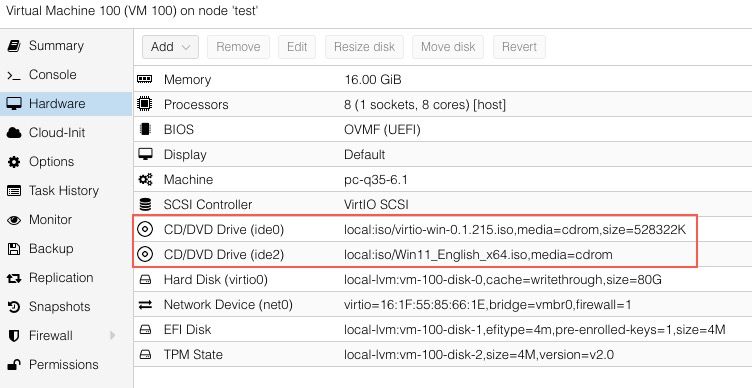 Virtual Machine 100 (VM 100) on node 'test'
Summary
Console
Hardware
Cloud-Init
Options
Task History
Monitor
Backup
Replication
Snapshots
Firewall
Permissions
Add Remove Edit Resize disk Move disk Revert
Memory 16.00 GiB
Processors 8 (1 sockets, 8 cores) [host]
BIOS OVMF (UEFI)
Display Default
Machine pc-q35-6.1
SCSI Controller VirtIO SCSI
CD/DVD Drive (ide0) local:iso/virtio-win-0.1.215.iso,media=cdrom,size=528322K
CD/DVD Drive (ide2) local:iso/Win11_English_x64.iso,media=cdrom
Hard Disk (virtio0) local-lvm:vm-100-disk-0,cache=writethrough,size=80G
Network Device (net0) virtio=16:1F:55:85:66:1E,bridge=vmbr0,firewall=1
EFI Disk local-lvm:vm-100-disk-1,efitype=4m,pre-enrolled-keys=1,size=4M
TPM State local-lvm:vm-100-disk-2,size=4M,version=v2.0